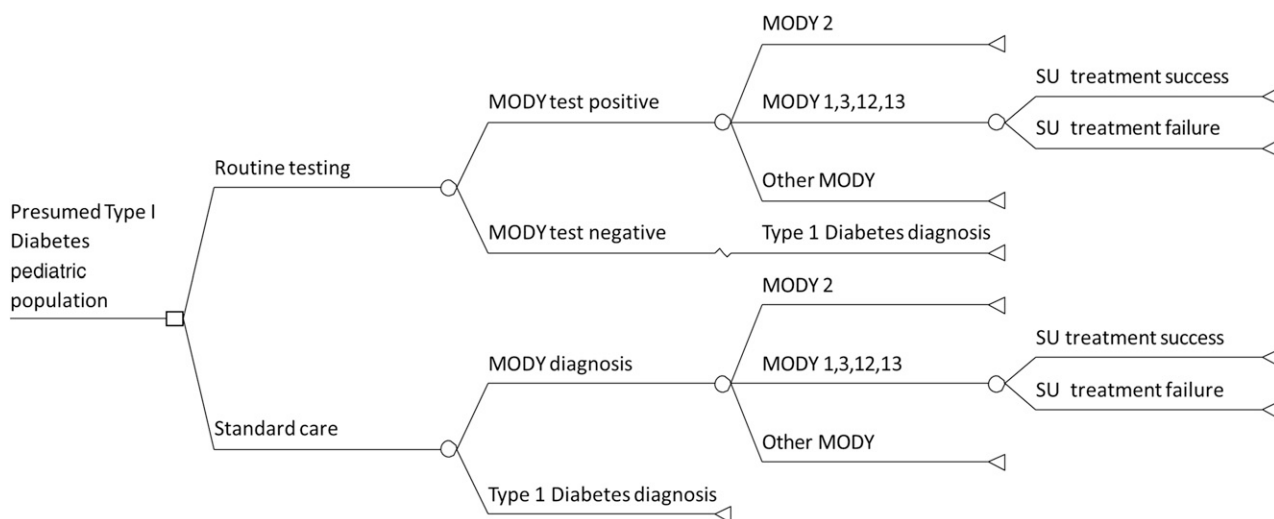 MODY 2
SU treatment success
MODY test positive
MODY 1,3,12,13
SU treatment failure
Routine testing
Other MODY
Presumed Type I
Diabetes
pediatric
population
MODY test negative
Type 1 Diabetes diagnosis
MODY 2
SU treatment success
MODY diagnosis
MODY 1,3,12,13
SU treatment failure
Standard care
Other MODY
Type 1 Diabetes diagnosis